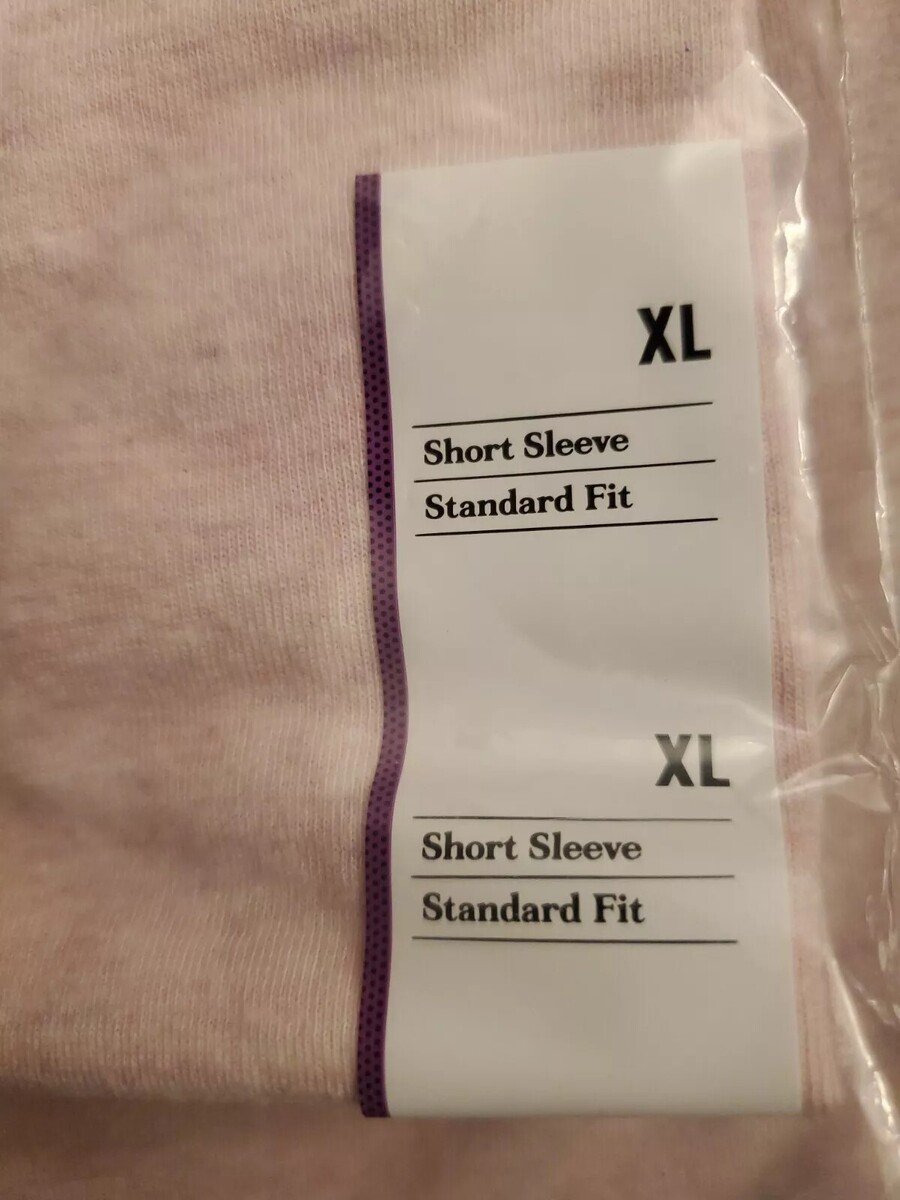 XL
Short Sleeve
Standard Fit
XL
Short Sleeve
Standard Fit